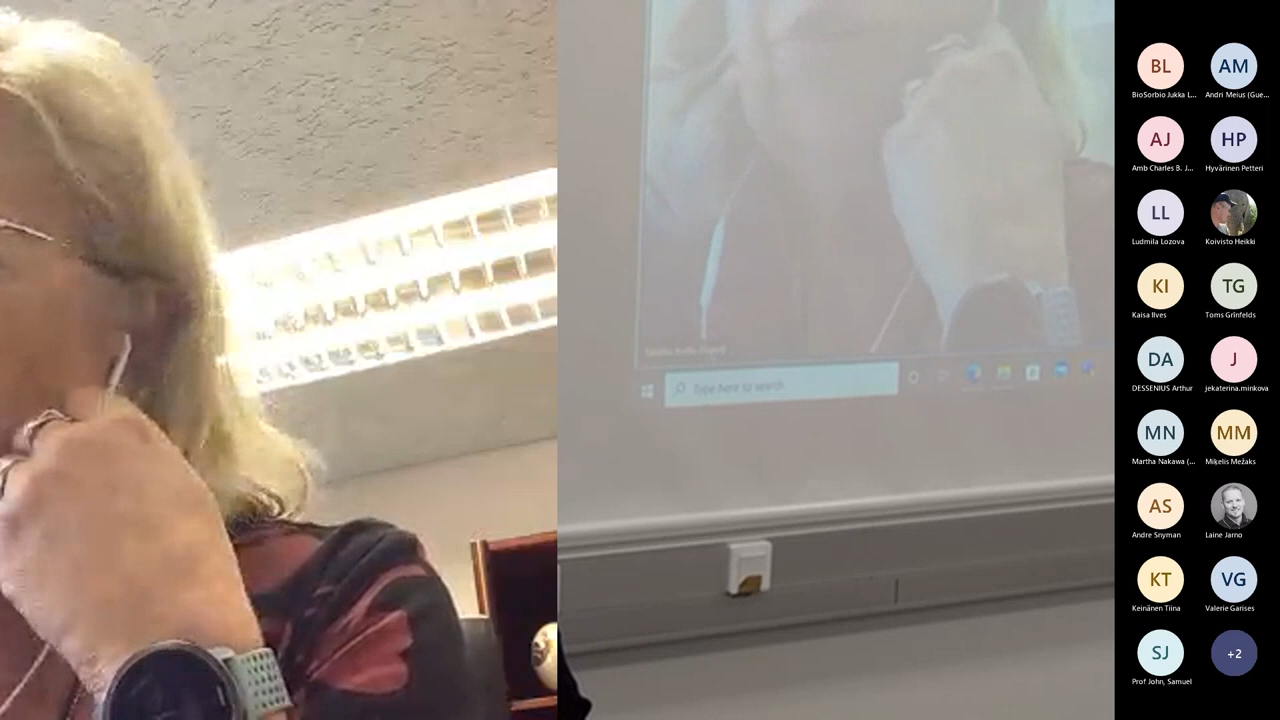 Type here to search
BL
AM
BioSorbio Jukka L...
Andri Meius (Gue...
AJ
HP
Amb Charles B. J...
Hyvärinen Petteri
LL
Ludmila Lozova
Koivisto Heikki
KI
TG
Kaisa Ilves
Toms Grīnfelds
DA
J
DESSENIUS Arthur
jekaterina.minkova
MN
MM
Martha Nakawa (...
Miķelis Mežaks
AS
Andre Snyman
Laine Jarno
KT
VG
Keinänen Tiina
Valerie Garises
SJ
+2
Prof John, Samuel